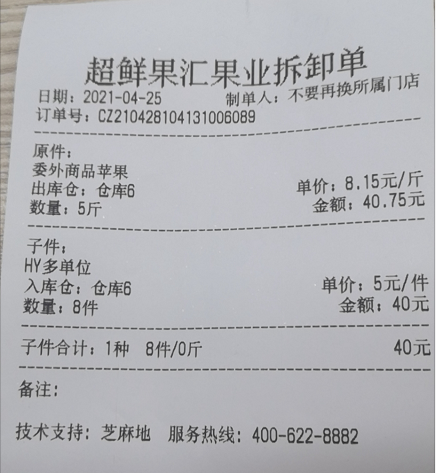 超鲜果汇果业拆卸单
日期：2021-04-25 制单人：不要再换所属门店
订单号：CZ210428104131006089
原件：
委外商品苹果
出库仓：仓库6 单价：8.15元/斤
数量：5斤 金额：40.75元
子件：
HY多单位
入库仓：仓库6 单价：5元/件
数量：8件 金额：40元
子件合计：1种 8件/0斤 40元
备注：
技术支持：芝麻地 服务热线：400-622-8882